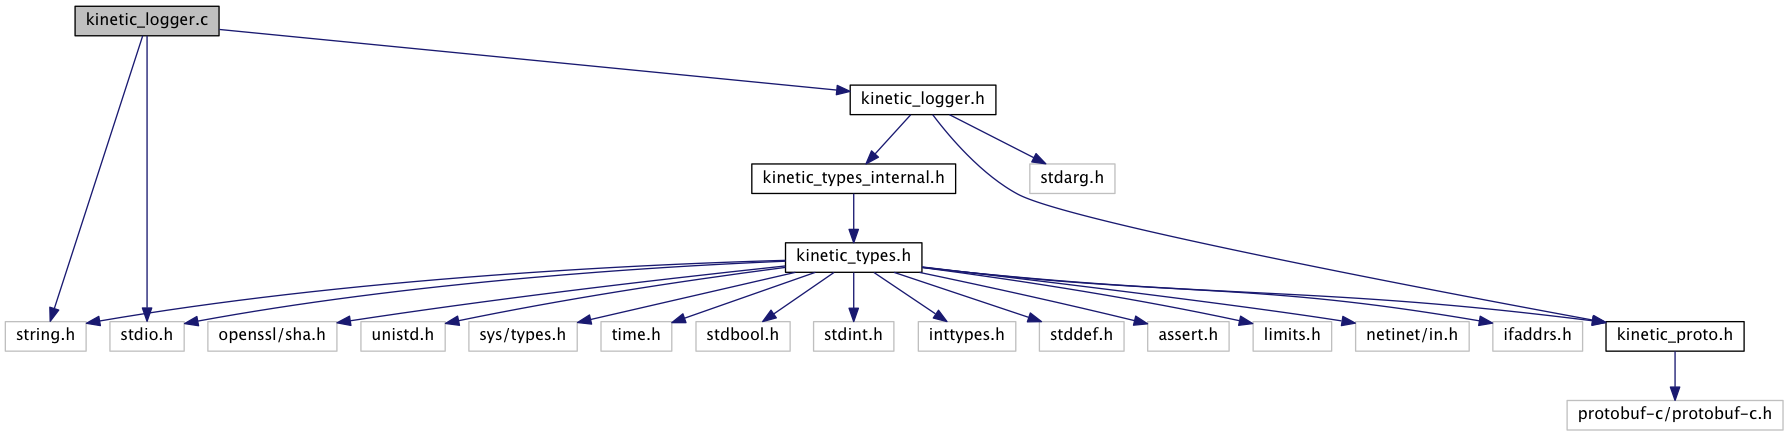 kinetic_logger.c
kinetic_logger.h
kinetic_types_internal.h
stdarg.h
kinetic_types.h
string.h
stdio.h
openssl/sha.h
unistd.h
sys/types.h
time.h
stdbool.h
stdint.h
inttypes.h
stddef.h
assert.h
limits.h
netinet/in.h
ifaddrs.h
kinetic_proto.h
protobuf-c/protobuf-c.h